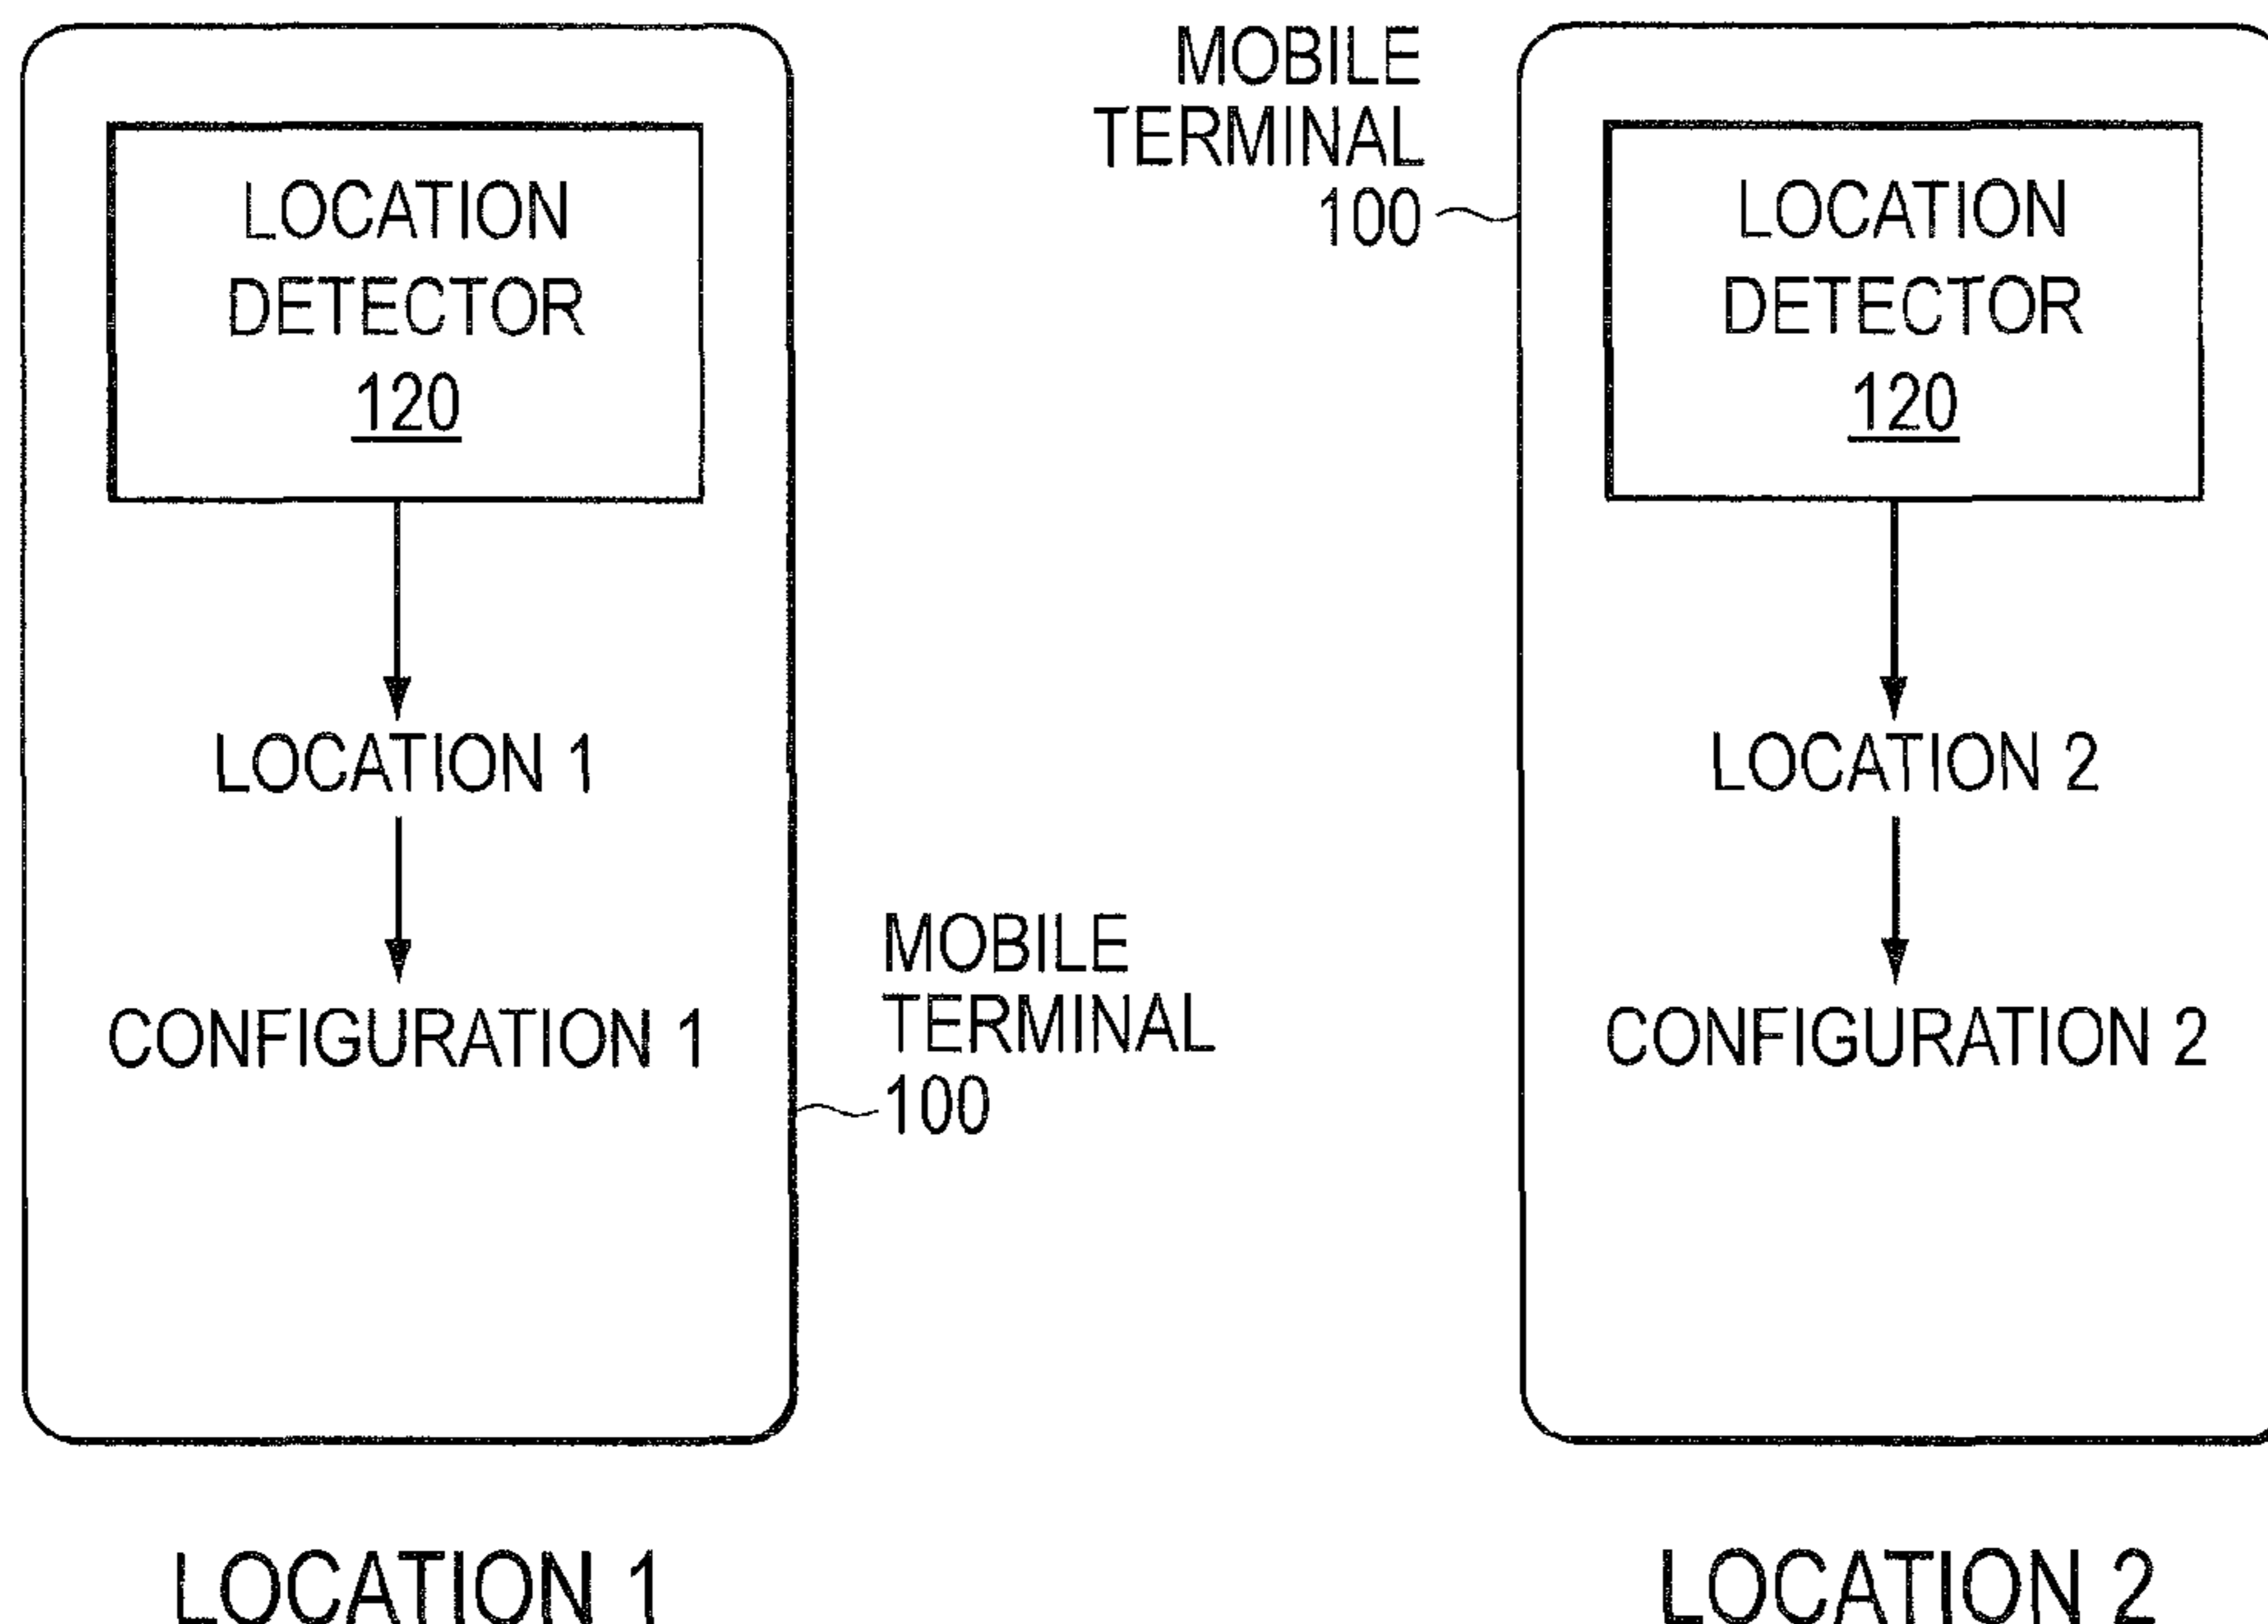 LOCATION
DETECTOR
120
LOCATION 1
CONFIGURATION 1
MOBILE
TERMINAL
100
LOCATION 1
MOBILE
TERMINAL
100
LOCATION
DETECTOR
120
LOCATION 2
CONFIGURATION 2
LOCATION 2